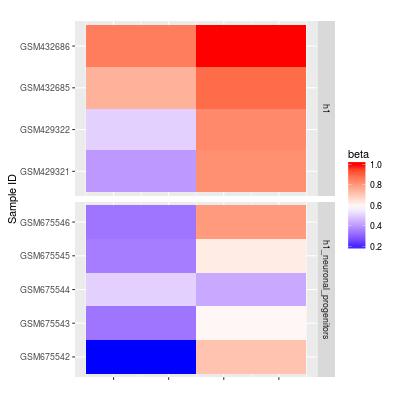 Sample ID
GSM432686
GSM432685
GSM429322
GSM429321
h1
GSM675546
GSM675545
GSM675544
GSM675543
GSM675542
h1_neuronal_progenitors
beta
1.0
0.8
0.6
0.4
0.2